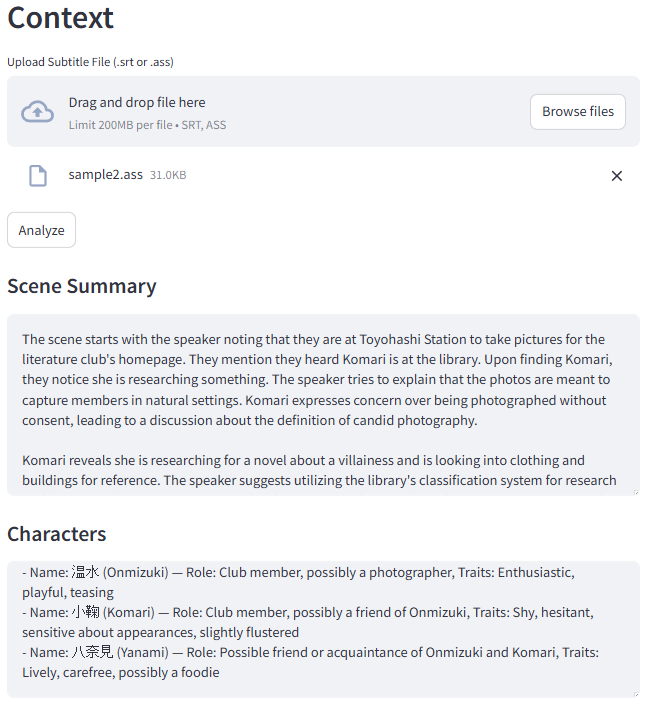 Context
Upload Subtitle File (.srt or .ass)
Drag and drop file here
Limit 200MB per file • SRT, ASS
Browse files
sample2.ass 31.0KB
Analyze
Scene Summary
The scene starts with the speaker noting that they are at Toyohashi Station to take pictures for the
literature club's homepage. They mention they heard Komari is at the library. Upon finding Komari,
they notice she is researching something. The speaker tries to explain that the photos are meant to
capture members in natural settings. Komari expresses concern over being photographed without
consent, leading to a discussion about the definition of candid photography.
Komari reveals she is researching for a novel about a villainess and is looking into clothing and
buildings for reference. The speaker suggests utilizing the library's classification system for research
Characters
- Name: 温水 (Onmizuki) — Role: Club member, possibly a photographer, Traits: Enthusiastic,
playful, teasing
- Name: 小鞠 (Komari) — Role: Club member, possibly a friend of Onmizuki, Traits: Shy, hesitant,
sensitive about appearances, slightly flustered
- Name: 八奈見 (Yanami) — Role: Possible friend or acquaintance of Onmizuki and Komari, Traits:
Lively, carefree, possibly a foodie